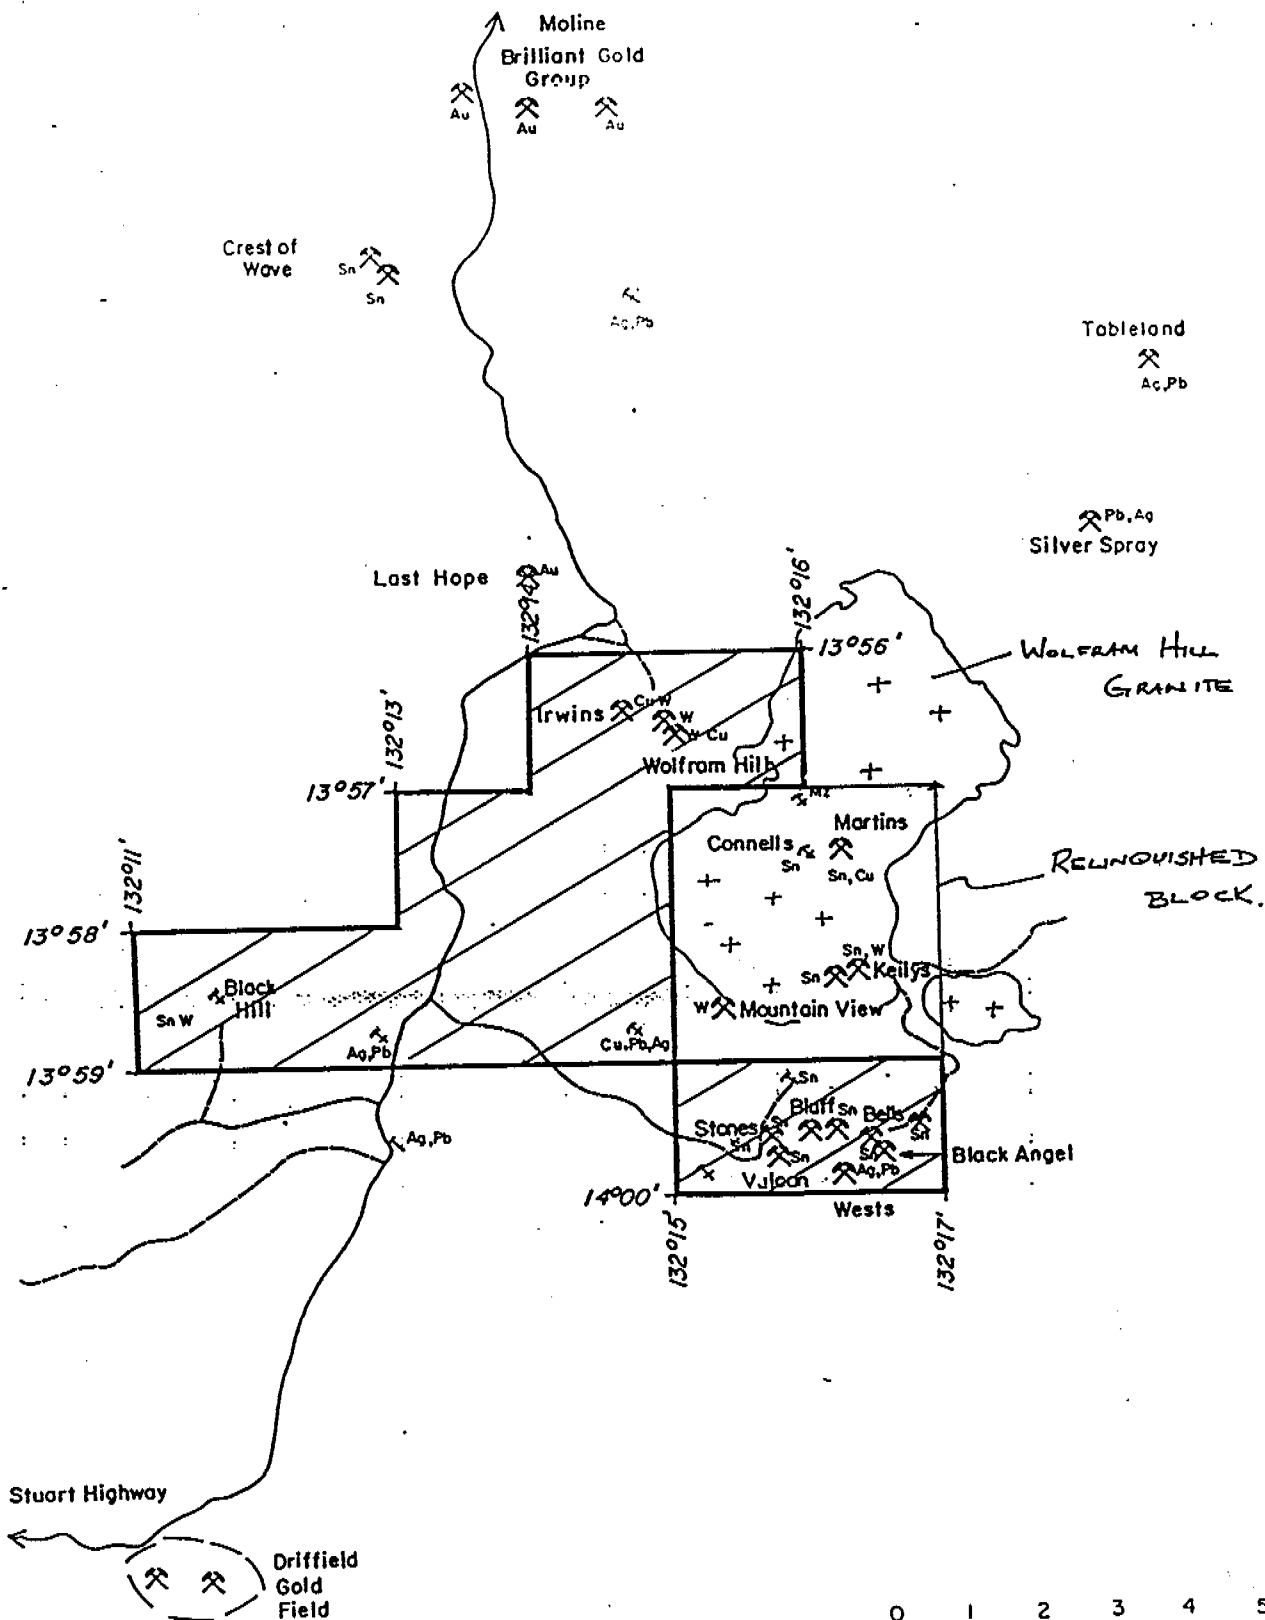 Moline
Brilliant Gold
Group
Au
Au
Au
Crest of
Wave
Sn
Sn
Ag,Pb
Tableland
Ag,Pb
Pb,Ag
Silver Spray
Last Hope
Au
132°16'
13°56'
WOLFRAM HILL
GRANITE
Irwins
Cu W
W
W Cu
Wolfram Hill
132°13'
13°57'
Martins
Connells
Sn
Sn,Cu
RELINQUISHED
BLOCK.
132°11'
13°58'
Sn,W
Sn
Kellys
Black
Hill
Sn W
W
Mountain View
Ag,Pb
Cu,Pb,Ag
13°59'
Sn
Bluff
Sn
Bells
Stones
Sn
Sn
Sn
Sn
Black Angel
Ag,Pb
Vulcan
Ag,Pb
14°00'
Wests
132°15'
132°17'
Stuart Highway
Driffield
Gold
Field
0 1 2 3 4 5